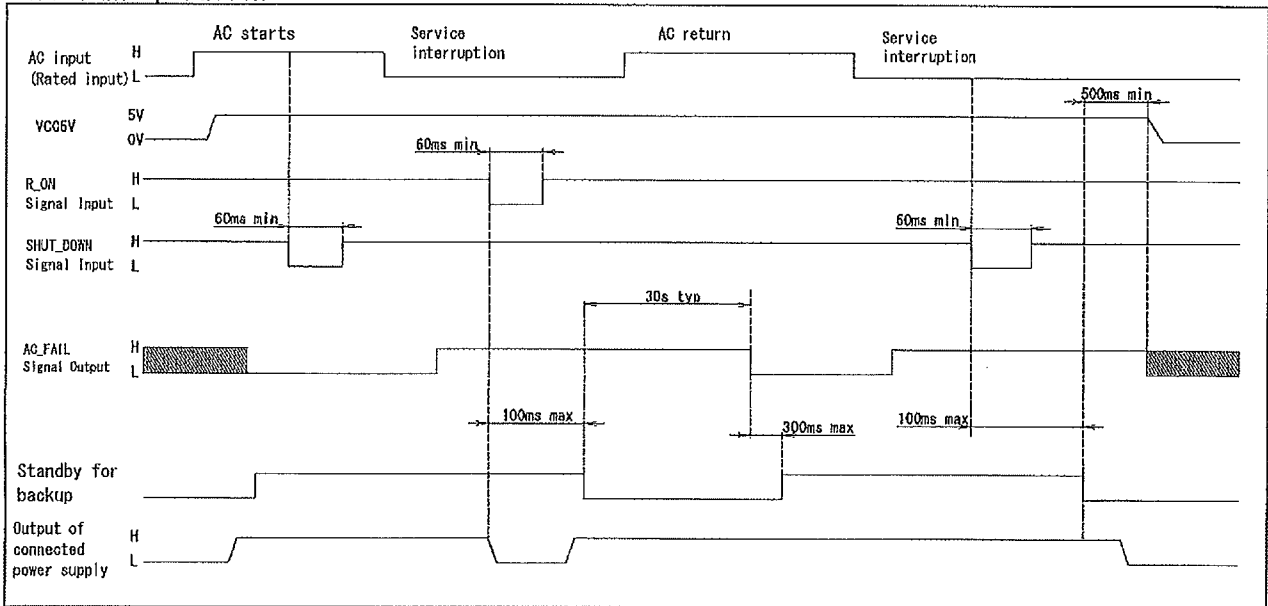 AC starts
Service
interruption
AC return
Service
interruption
AC input
(Rated input)
H
L
500ms min
VCC5V
5V
0V
60ms min
R_ON
Signal Input
H
L
60ms min
60ms min
SHUT_DOWN
Signal Input
H
L
30s typ
AC_FAIL
Signal Output
H
L
100ms max
300ms max
100ms max
Standby for
backup
Output of
connected
power supply
H
L